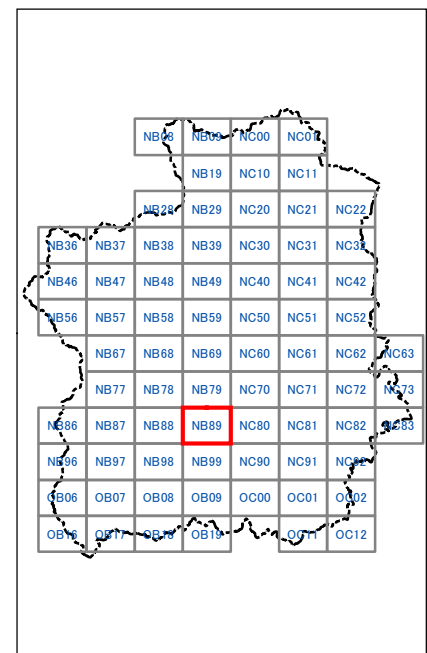 NB08 NB09 NC00 NC01
NB19 NC10 NC11
NB28 NB29 NC20 NC21 NC22
NB36 NB37 NB38 NB39 NC30 NC31 NC32
NB46 NB47 NB48 NB49 NC40 NC41 NC42
NB56 NB57 NB58 NB59 NC50 NC51 NC52
NB67 NB68 NB69 NC60 NC61 NC62 NC63
NB77 NB78 NB79 NC70 NC71 NC72 NC73
NB86 NB87 NB88 NB89 NC80 NC81 NC82 NC83
NB96 NB97 NB98 NB99 NC90 NC91 NC92
OB06 OB07 OB08 OB09 OC00 OC01 OC02
OB16 OB17 OB18 OB19 OC11 OC12